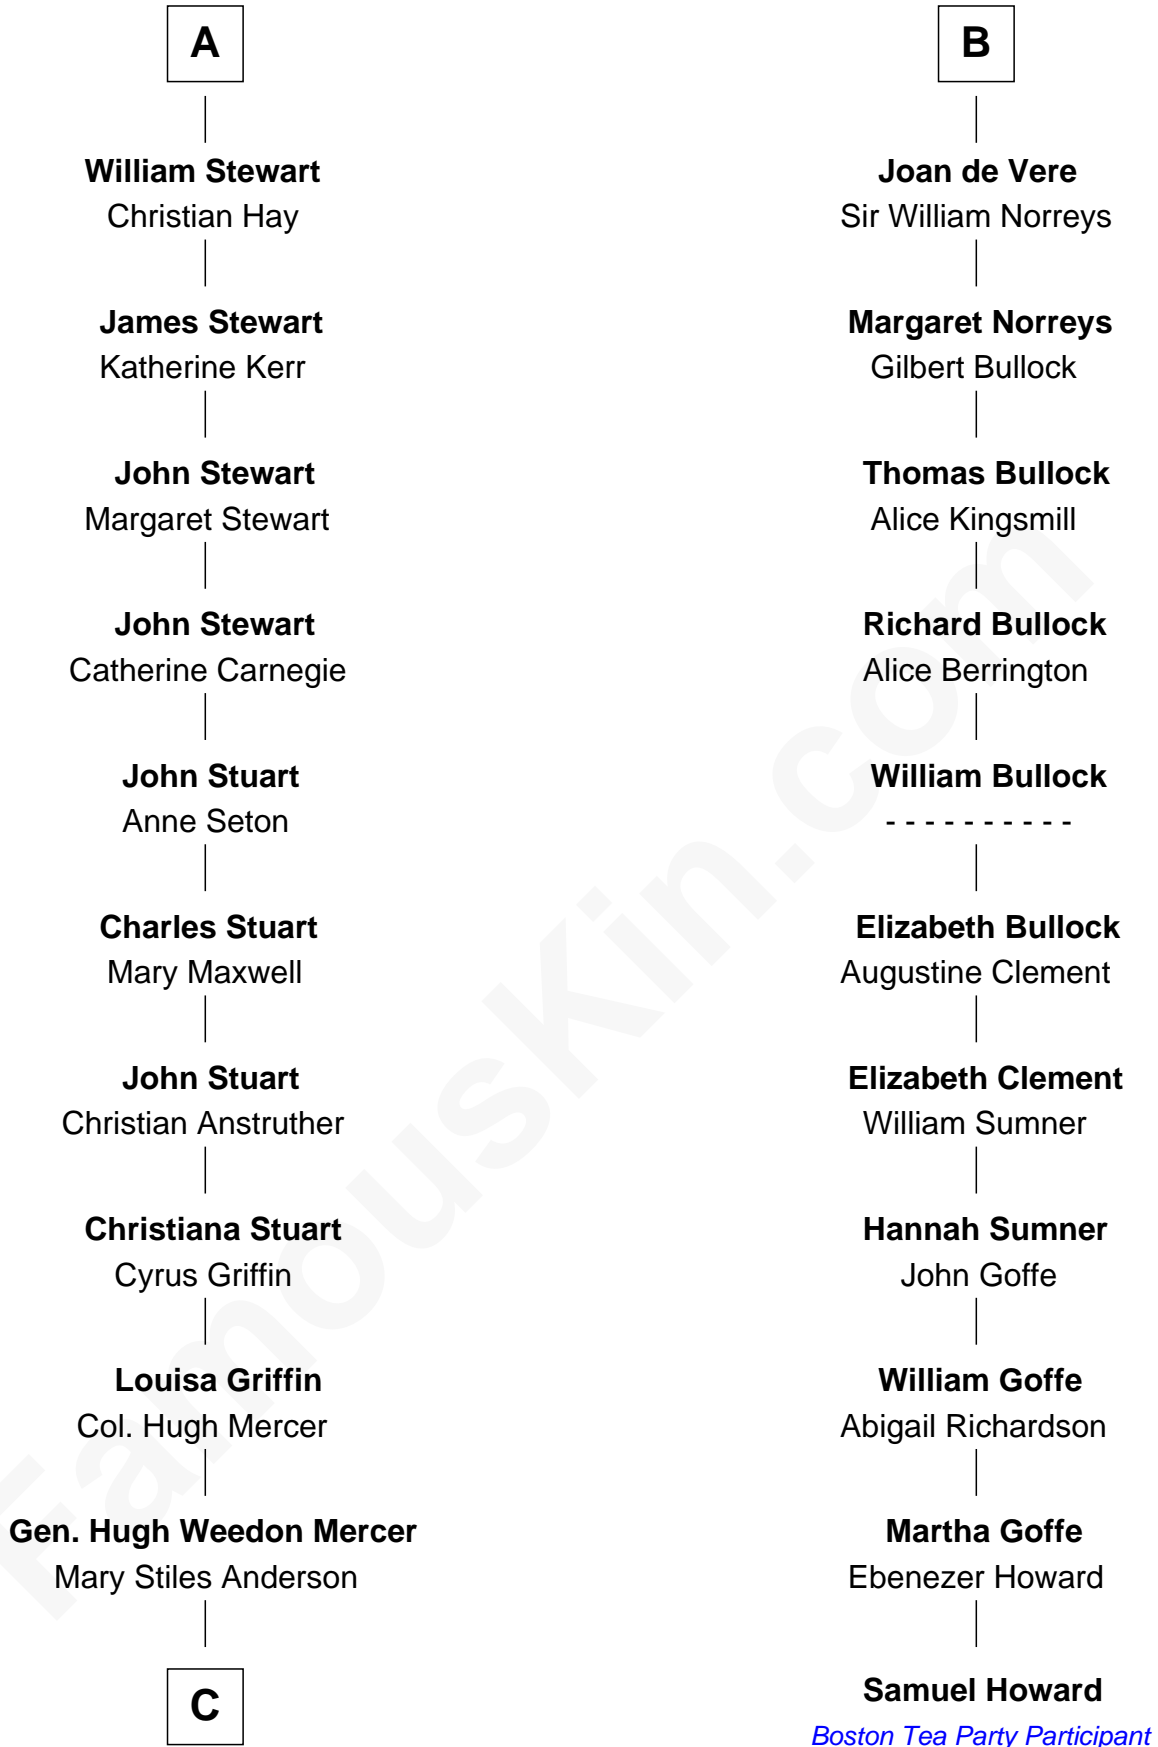 A
William Stewart
Christian Hay
James Stewart
Katherine Kerr
John Stewart
Margaret Stewart
John Stewart
Catherine Carnegie
John Stuart
Anne Seton
Charles Stuart
Mary Maxwell
John Stuart
Christian Anstruther
Christiana Stuart
Cyrus Griffin
Louisa Griffin
Col. Hugh Mercer
Gen. Hugh Weedon Mercer
Mary Stiles Anderson
C
B
Joan de Vere
Sir William Norreys
Margaret Norreys
Gilbert Bullock
Thomas Bullock
Alice Kingsmill
Richard Bullock
Alice Berrington
William Bullock
- - - - - - - - - -
Elizabeth Bullock
Augustine Clement
Elizabeth Clement
William Sumner
Hannah Sumner
John Goffe
William Goffe
Abigail Richardson
Martha Goffe
Ebenezer Howard
Samuel Howard
Boston Tea Party Participant
FamousKin.com